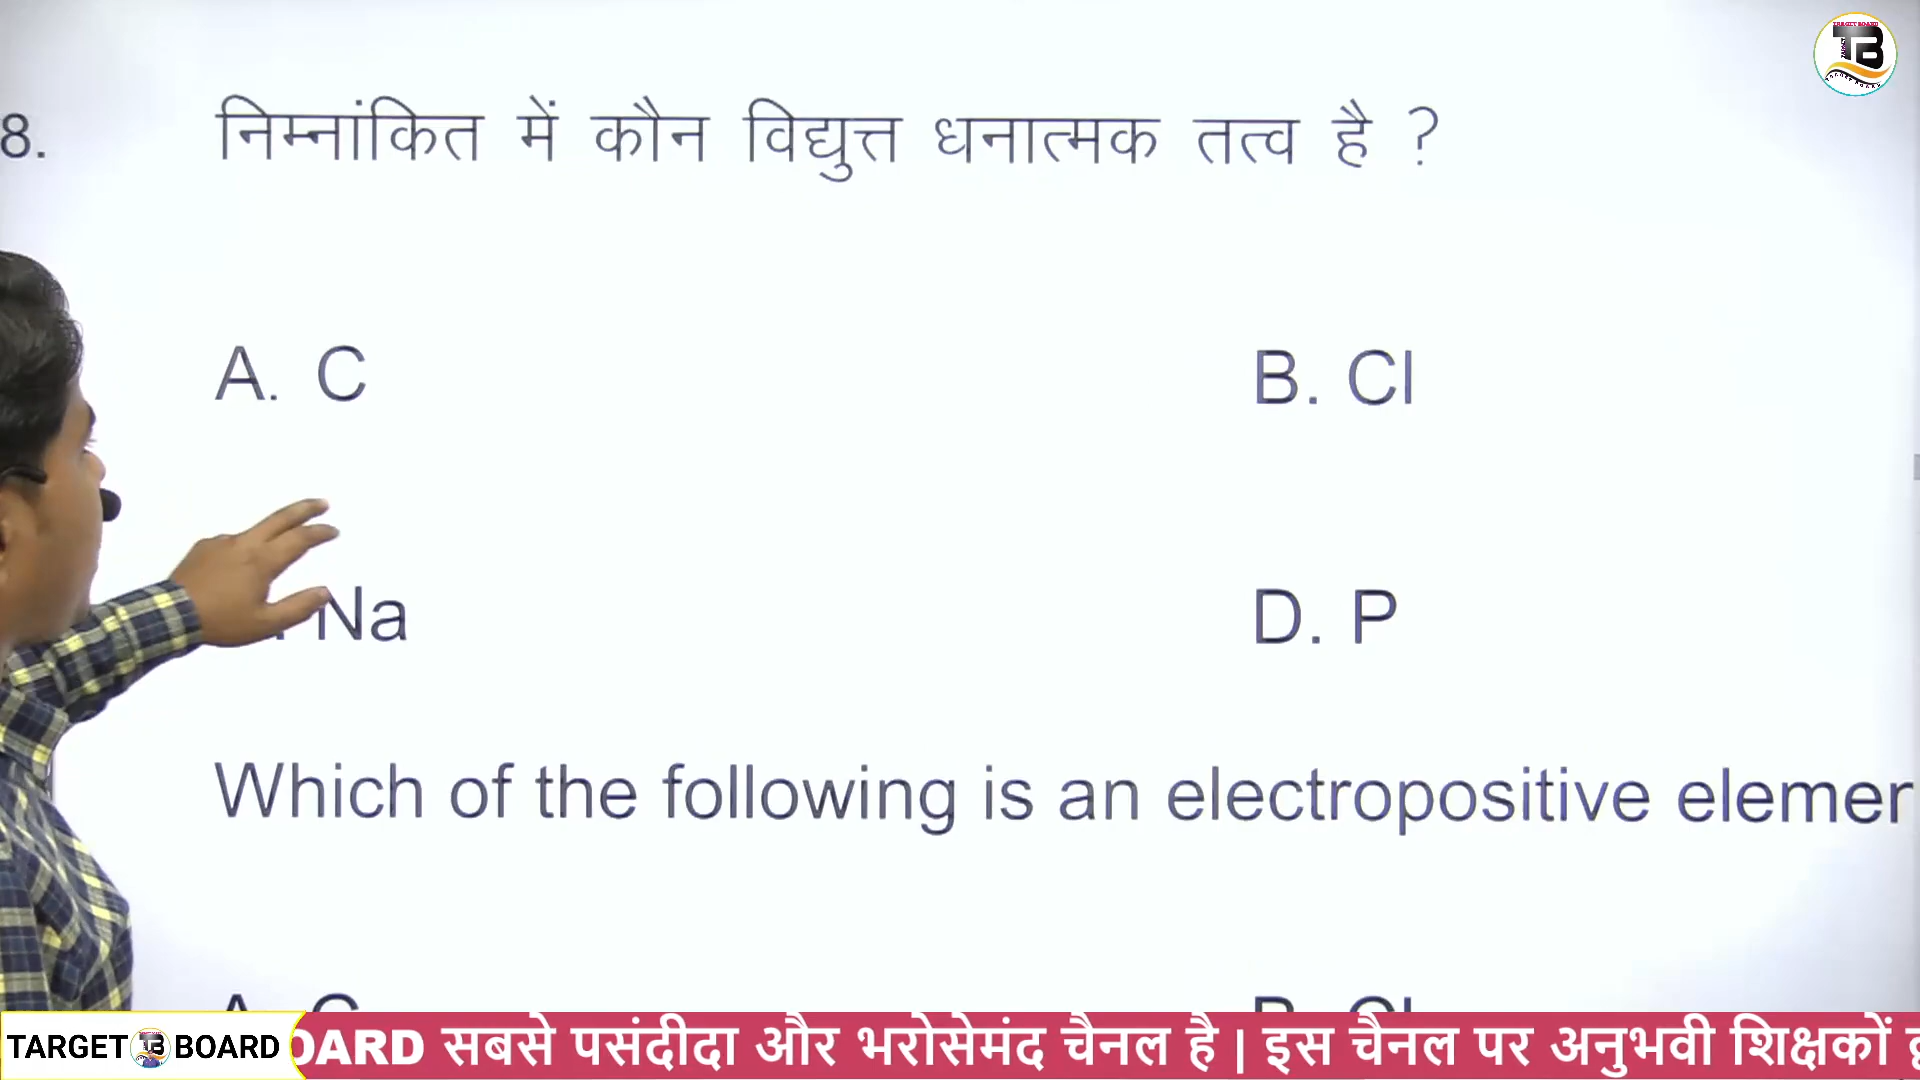 8. निम्नांकित में कौन विद्युत्त धनात्मक तत्व है ?
A. C
B. Cl
Na
D. P
Which of the following is an electropositive elemer
TARGET BOARD
OARD सबसे पसंदीदा और भरोसेमंद चैनल है | इस चैनल पर अनुभवी शिक्षकों